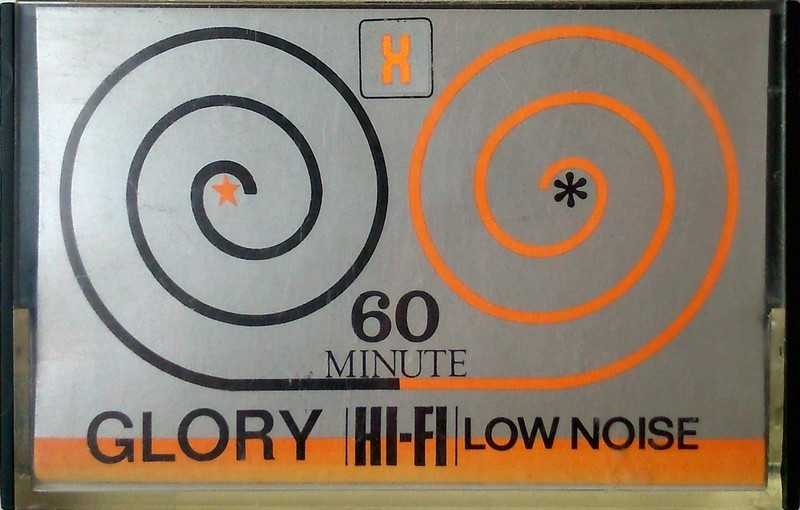 X
*
60
MINUTE
GLORY HI-FI LOW NOISE